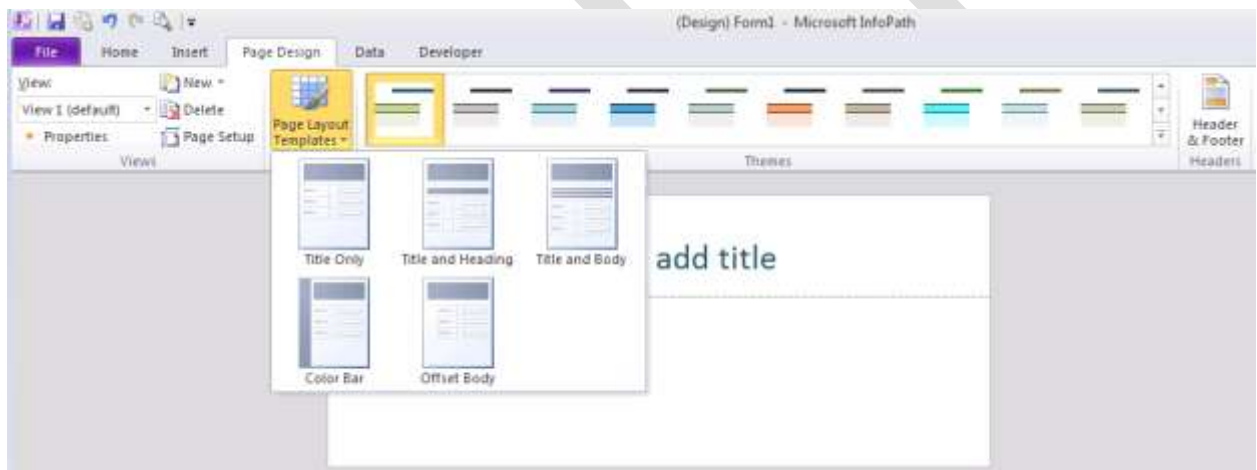 (Design) Form1 - Microsoft InfoPath
File Home Insert Page Design Data Developer
View:
View 1 (default)
Properties
New
Delete
Page Setup
Views
Page Layout
Templates
Themes
Header
& Footer
Headers
Title Only Title and Heading Title and Body
Color Bar Offset Body
add title